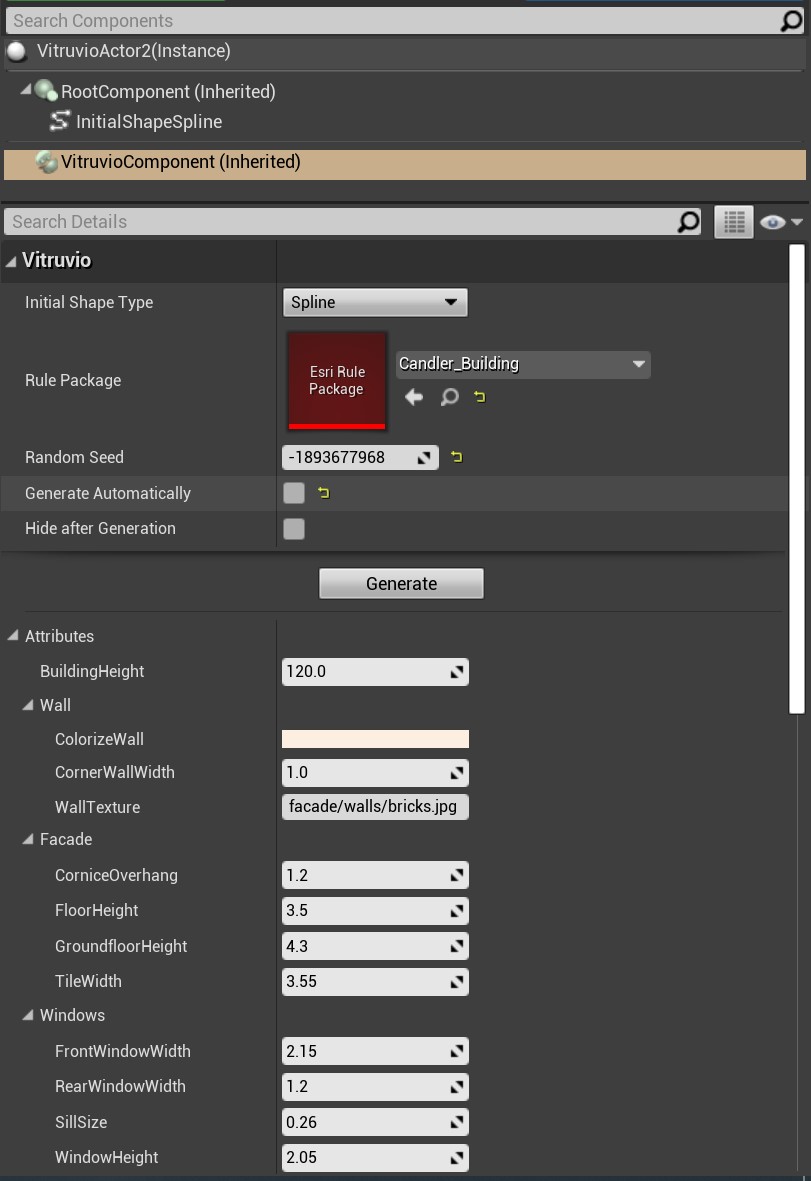 Search Components
VitruvioActor2(Instance)
RootComponent (Inherited)
InitialShapeSpline
VitruvioComponent (Inherited)
Search Details
Vitruvio
Initial Shape Type
Spline
Rule Package
Esri Rule
Package
Candler_Building
Random Seed
-1893677968
Generate Automatically
Hide after Generation
Generate
Attributes
BuildingHeight
120.0
Wall
ColorizeWall
CornerWallWidth
1.0
WallTexture
facade/walls/bricks.jpg
Facade
CorniceOverhang
1.2
FloorHeight
3.5
GroundfloorHeight
4.3
TileWidth
3.55
Windows
FrontWindowWidth
2.15
RearWindowWidth
1.2
SillSize
0.26
WindowHeight
2.05